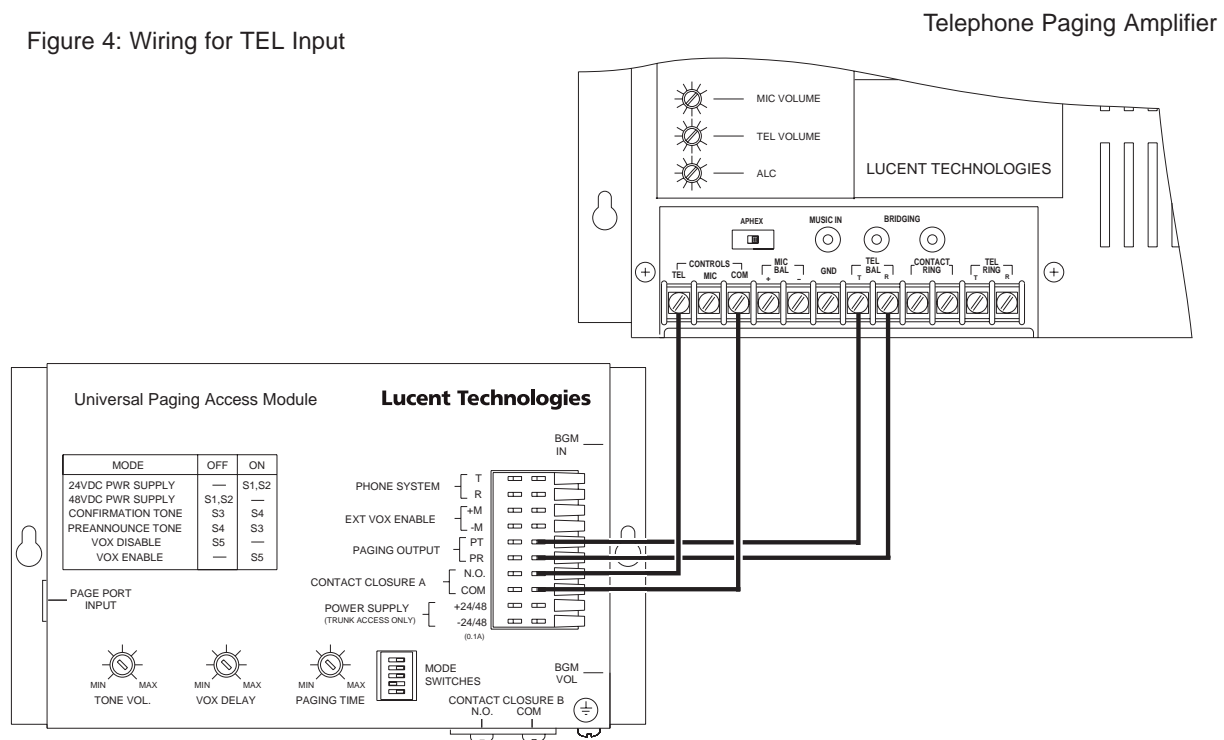 Figure 4: Wiring for TEL Input
Telephone Paging Amplifier
MIC VOLUME
TEL VOLUME
ALC
LUCENT TECHNOLOGIES
APHEX
MUSIC IN
BRIDGING
CONTROLS
TEL MIC COM
MIC BAL
+ –
GND
TEL BAL
T R
CONTACT RING
TEL RING
T R
Universal Paging Access Module
Lucent Technologies
BGM IN
MODE OFF ON
24VDC PWR SUPPLY — S1,S2
48VDC PWR SUPPLY S1,S2 —
CONFIRMATION TONE S3 S4
PREANNOUNCE TONE S4 S3
VOX DISABLE S5 —
VOX ENABLE — S5
PHONE SYSTEM
T
R
EXT VOX ENABLE
+M
-M
PAGING OUTPUT
PT
PR
CONTACT CLOSURE A
N.O.
COM
POWER SUPPLY
(TRUNK ACCESS ONLY)
+24/48
-24/48
(0.1A)
PAGE PORT
INPUT
MIN MAX
TONE VOL.
MIN MAX
VOX DELAY
MIN MAX
PAGING TIME
MODE
SWITCHES
BGM
VOL
CONTACT CLOSURE B
N.O. COM